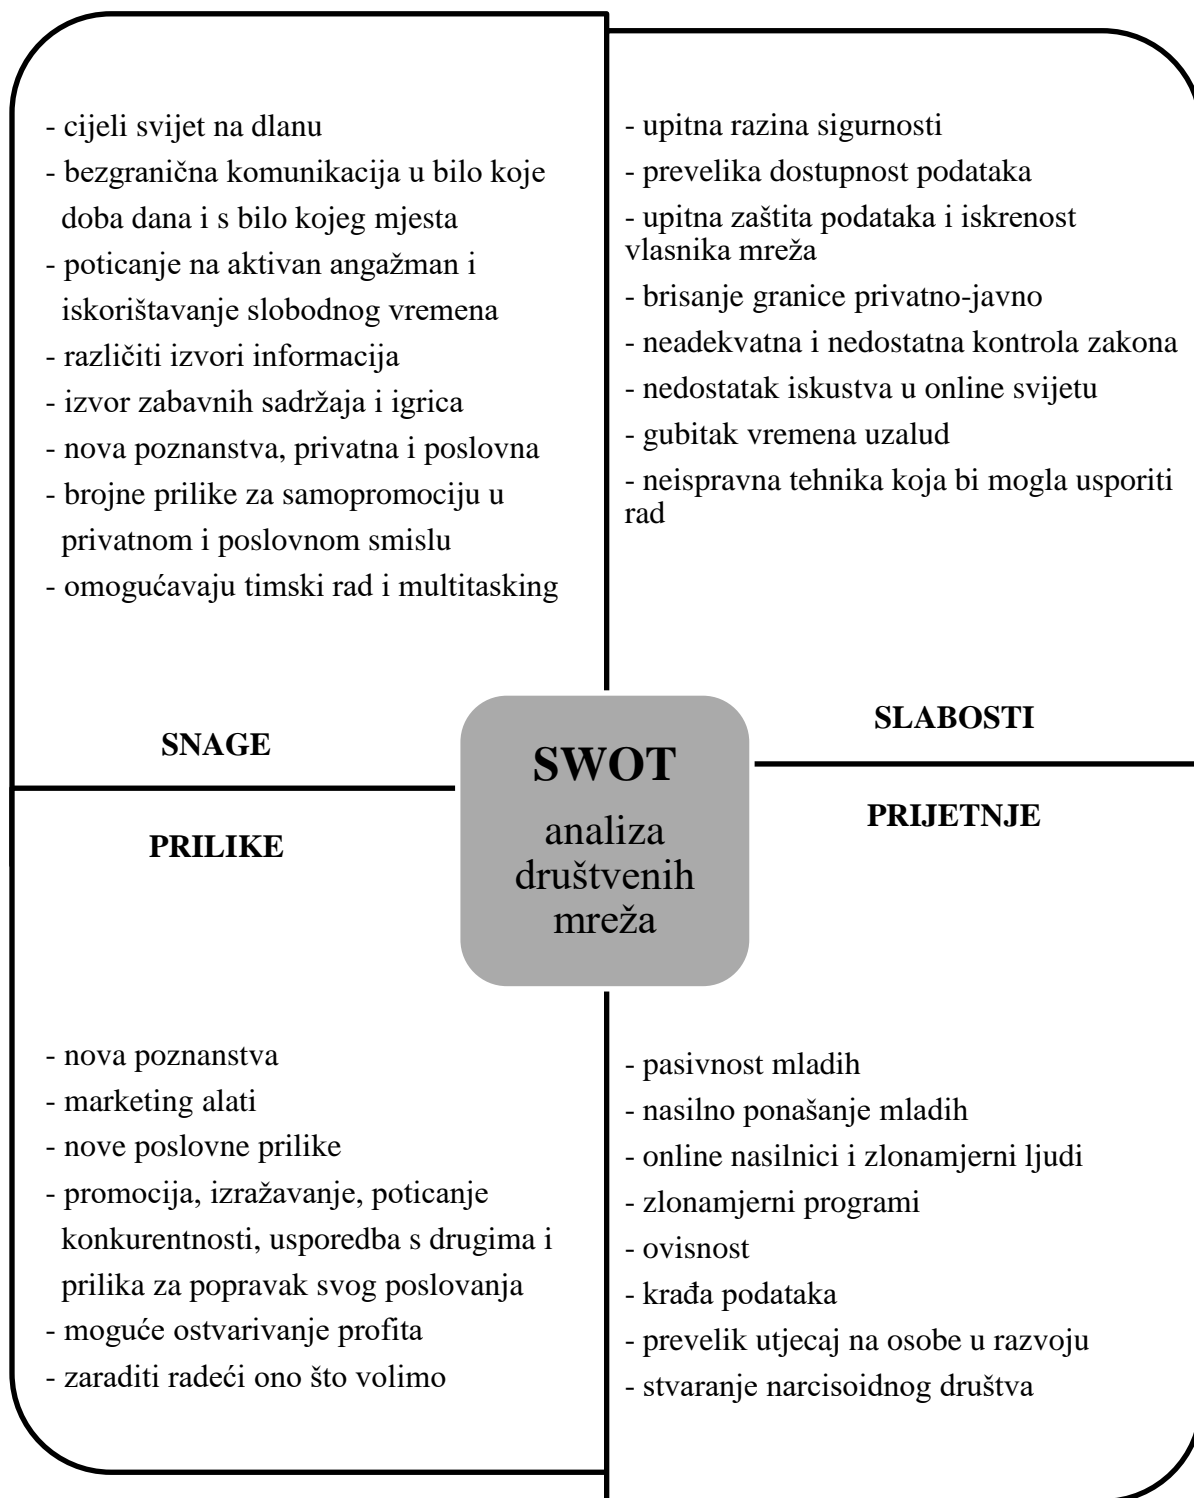 - cijeli svijet na dlanu
- bezgranična komunikacija u bilo koje
doba dana i s bilo kojeg mjesta
- poticanje na aktivan angažman i
iskorištavanje slobodnog vremena
- različiti izvori informacija
- izvor zabavnih sadržaja i igrica
- nova poznanstva, privatna i poslovna
- brojne prilike za samopromociju u
privatnom i poslovnom smislu
- omogućavaju timski rad i multitasking
SNAGE
- upitna razina sigurnosti
- prevelika dostupnost podataka
- upitna zaštita podataka i iskrenost
vlasnika mreža
- brisanje granice privatno-javno
- neadekvatna i nedostatna kontrola zakona
- nedostatak iskustva u online svijetu
- gubitak vremena uzalud
- neispravna tehnika koja bi mogla usporiti
rad
SLABOSTI
SWOT
analiza
društvenih
mreža
PRILIKE
- nova poznanstva
- marketing alati
- nove poslovne prilike
- promocija, izražavanje, poticanje
konkurentnosti, usporedba s drugima i
prilika za popravak svog poslovanja
- moguće ostvarivanje profita
- zaraditi radeći ono što volimo
PRIJETNJE
- pasivnost mladih
- nasilno ponašanje mladih
- online nasilnici i zlonamjerni ljudi
- zlonamjerni programi
- ovisnost
- krađa podataka
- prevelik utjecaj na osobe u razvoju
- stvaranje narcisoidnog društva